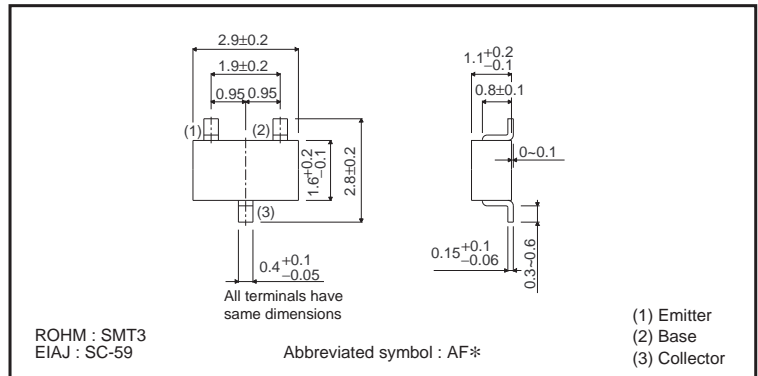 2.9±0.2
1.9±0.2
0.95 0.95
(1)
(2)
1.6+0.2
−0.1
2.8±0.2
(3)
0.4+0.1
−0.05
All terminals have
same dimensions
1.1+0.2
−0.1
0.8±0.1
0~0.1
0.15+0.1
−0.06
0.3~0.6
ROHM : SMT3
EIAJ : SC-59
Abbreviated symbol : AF*
(1) Emitter
(2) Base
(3) Collector